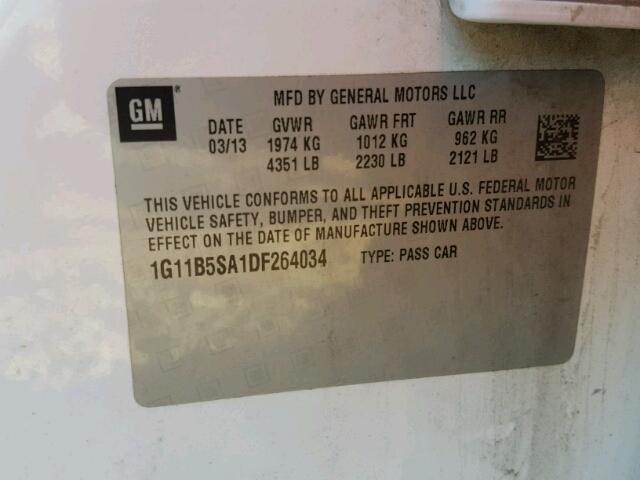 GM
MFD BY GENERAL MOTORS LLC
DATE GVWR GAWR FRT GAWR RR
03/13 1974 KG 1012 KG 962 KG
4351 LB 2230 LB 2121 LB
THIS VEHICLE CONFORMS TO ALL APPLICABLE U.S. FEDERAL MOTOR
VEHICLE SAFETY, BUMPER, AND THEFT PREVENTION STANDARDS IN
EFFECT ON THE DATE OF MANUFACTURE SHOWN ABOVE.
1G11B5SA1DF264034 TYPE: PASS CAR